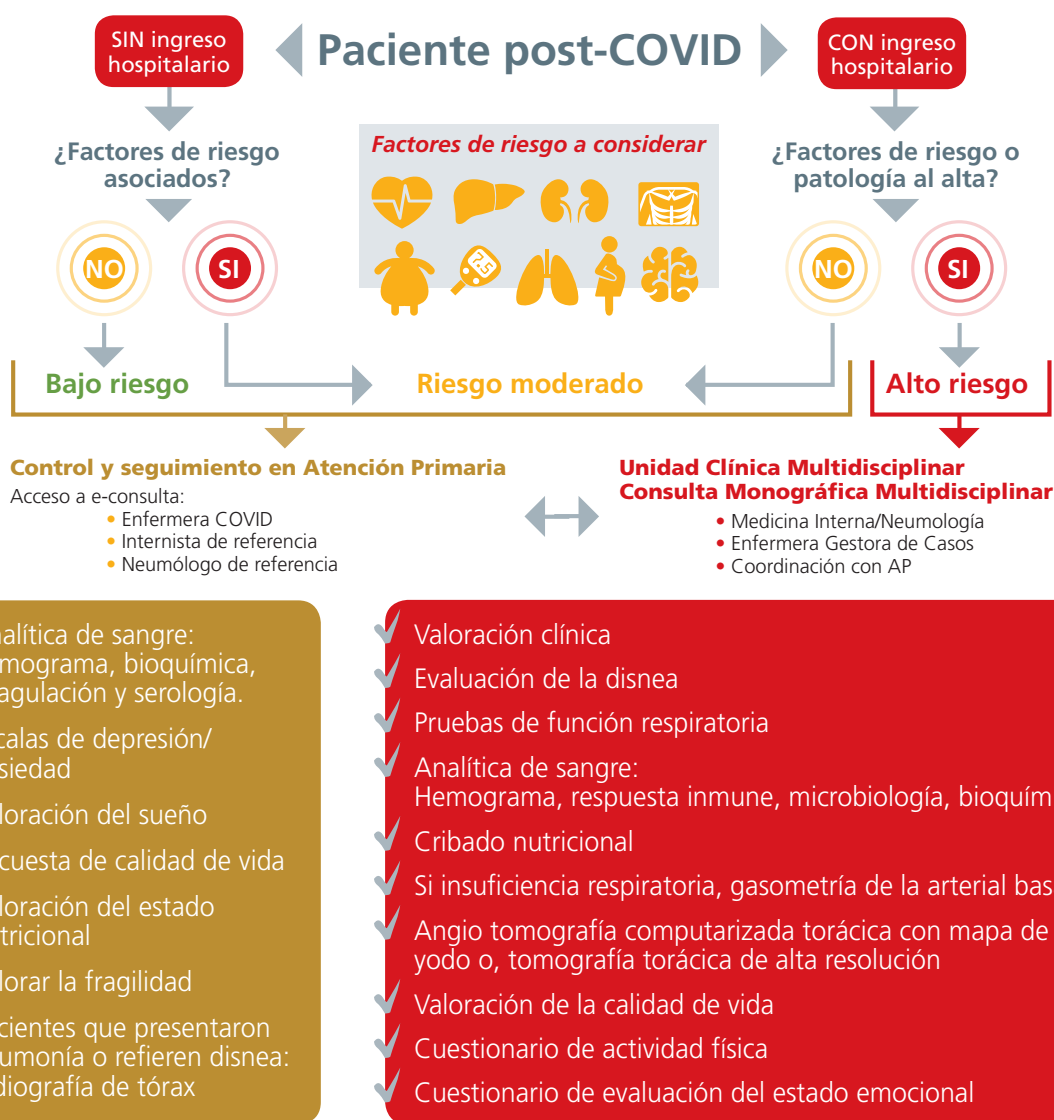 SIN ingreso
hospitalario
Paciente post-COVID
CON ingreso
hospitalario
¿Factores de riesgo
asociados?
Factores de riesgo a considerar
7.5
¿Factores de riesgo o
patología al alta?
NO
SI
NO
SI
Bajo riesgo
Riesgo moderado
Alto riesgo
Control y seguimiento en Atención Primaria
Acceso a e-consulta:
• Enfermera COVID
• Internista de referencia
• Neumólogo de referencia
Unidad Clínica Multidisciplinar
Consulta Monográfica Multidisciplinar
• Medicina Interna/Neumología
• Enfermera Gestora de Casos
• Coordinación con AP
nalítica de sangre:
mograma, bioquímica,
agulación y serología.
calas de depresión/
siedad
loración del sueño
cuesta de calidad de vida
loración del estado
tricional
lorar la fragilidad
cientes que presentaron
umonía o refieren disnea:
diografía de tórax
Valoración clínica
Evaluación de la disnea
Pruebas de función respiratoria
Analítica de sangre:
Hemograma, respuesta inmune, microbiología, bioquím
Cribado nutricional
Si insuficiencia respiratoria, gasometría de la arterial bas
Angio tomografía computarizada torácica con mapa de
yodo o, tomografía torácica de alta resolución
Valoración de la calidad de vida
Cuestionario de actividad física
Cuestionario de evaluación del estado emocional